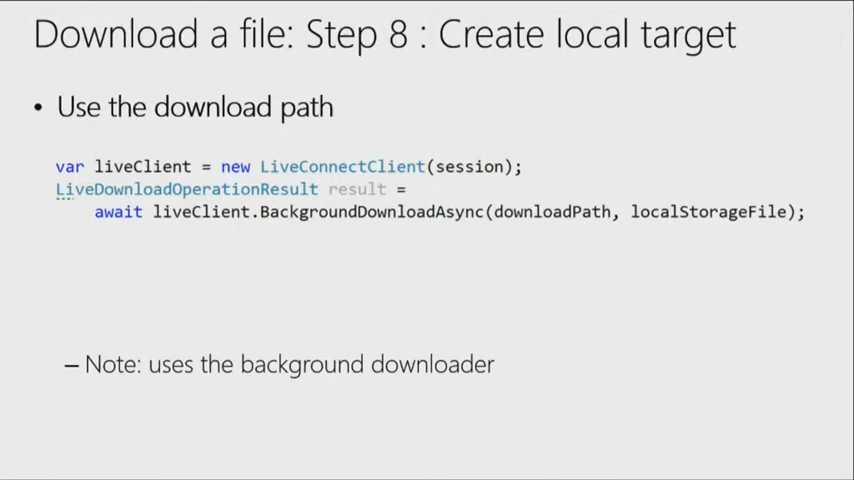 Download a file: Step 8 : Create local target
• Use the download path
var liveClient = new LiveConnectClient(session);
LiveDownloadOperationResult result =
await liveClient.BackgroundDownloadAsync(downloadPath, localStorageFile);
– Note: uses the background downloader